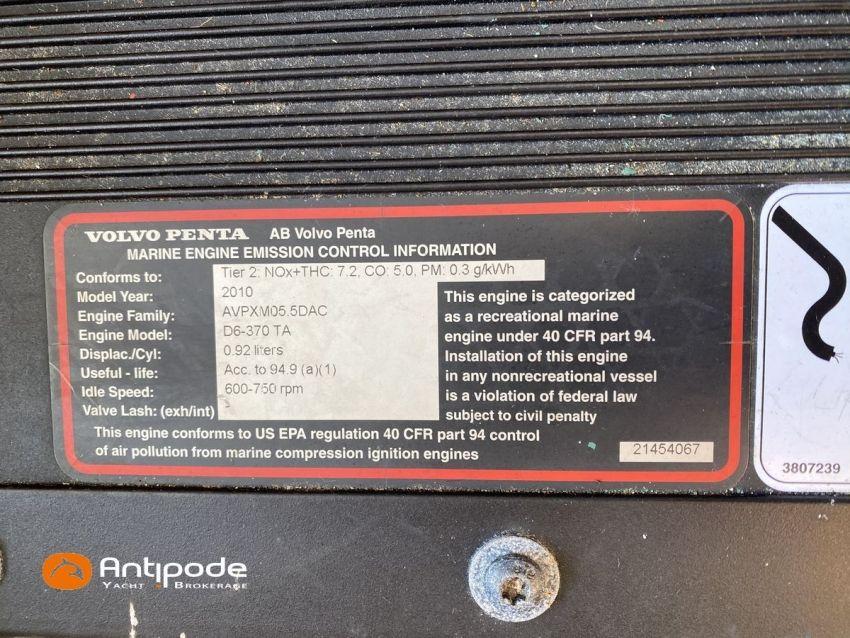 VOLVO PENTA AB Volvo Penta
MARINE ENGINE EMISSION CONTROL INFORMATION
Conforms to: Tier 2: NOx+THC: 7.2, CO: 5.0, PM: 0.3 g/kWh
Model Year: 2010
Engine Family: AVPXM05.5DAC
Engine Model: D6-370 TA
Displac./Cyl: 0.92 liters
Useful - life: Acc. to 94.9 (a)(1)
Idle Speed: 600-750 rpm
Valve Lash: (exh/int) -
This engine is categorized
as a recreational marine
engine under 40 CFR part 94.
Installation of this engine
in any nonrecreational vessel
is a violation of federal law
subject to civil penalty
This engine conforms to US EPA regulation 40 CFR part 94 control
of air pollution from marine compression ignition engines
21454067
3807239
Antipode
YACHT BROKERAGE